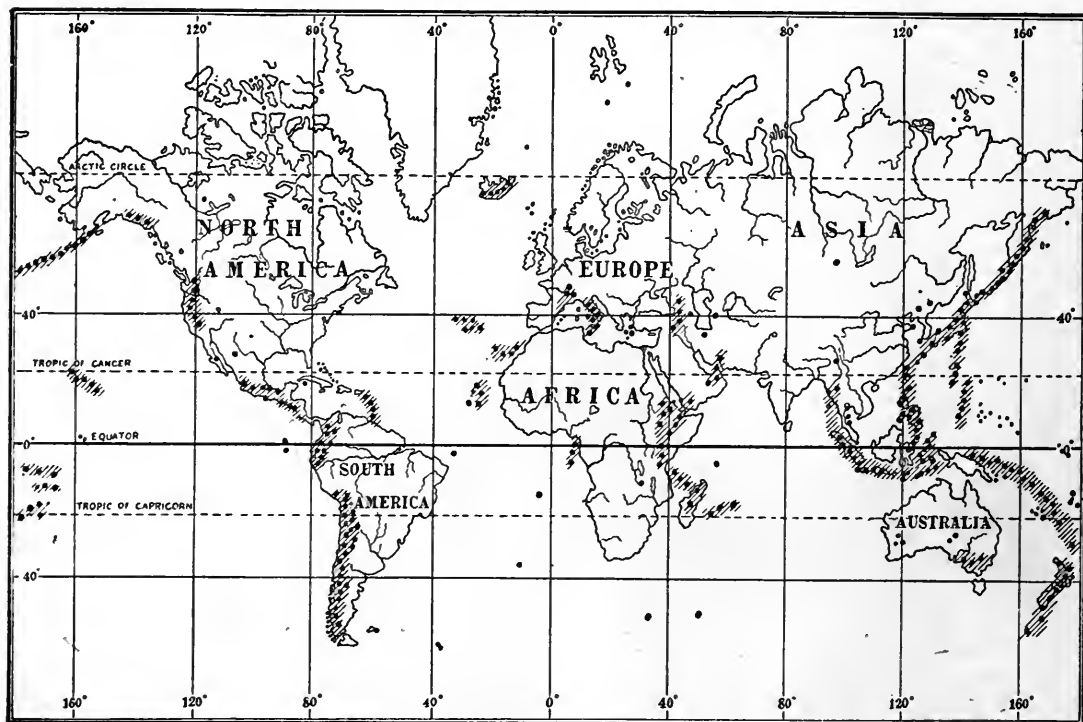 160° 120° 80° 40° 0 40° 80° 120° 160°
ARCTIC CIRCLE
NORTH
ASIA
AMERICA
EUROPE
40° 40°
TROPIC OF CANCER
AFRICA
0° EQUATOR 0°
SOUTH
AMERICA
TROPIC OF CAPRICORN
AUSTRALIA
40° 40°
160° 120° 80° 40° 0 40° 80° 120° 160°